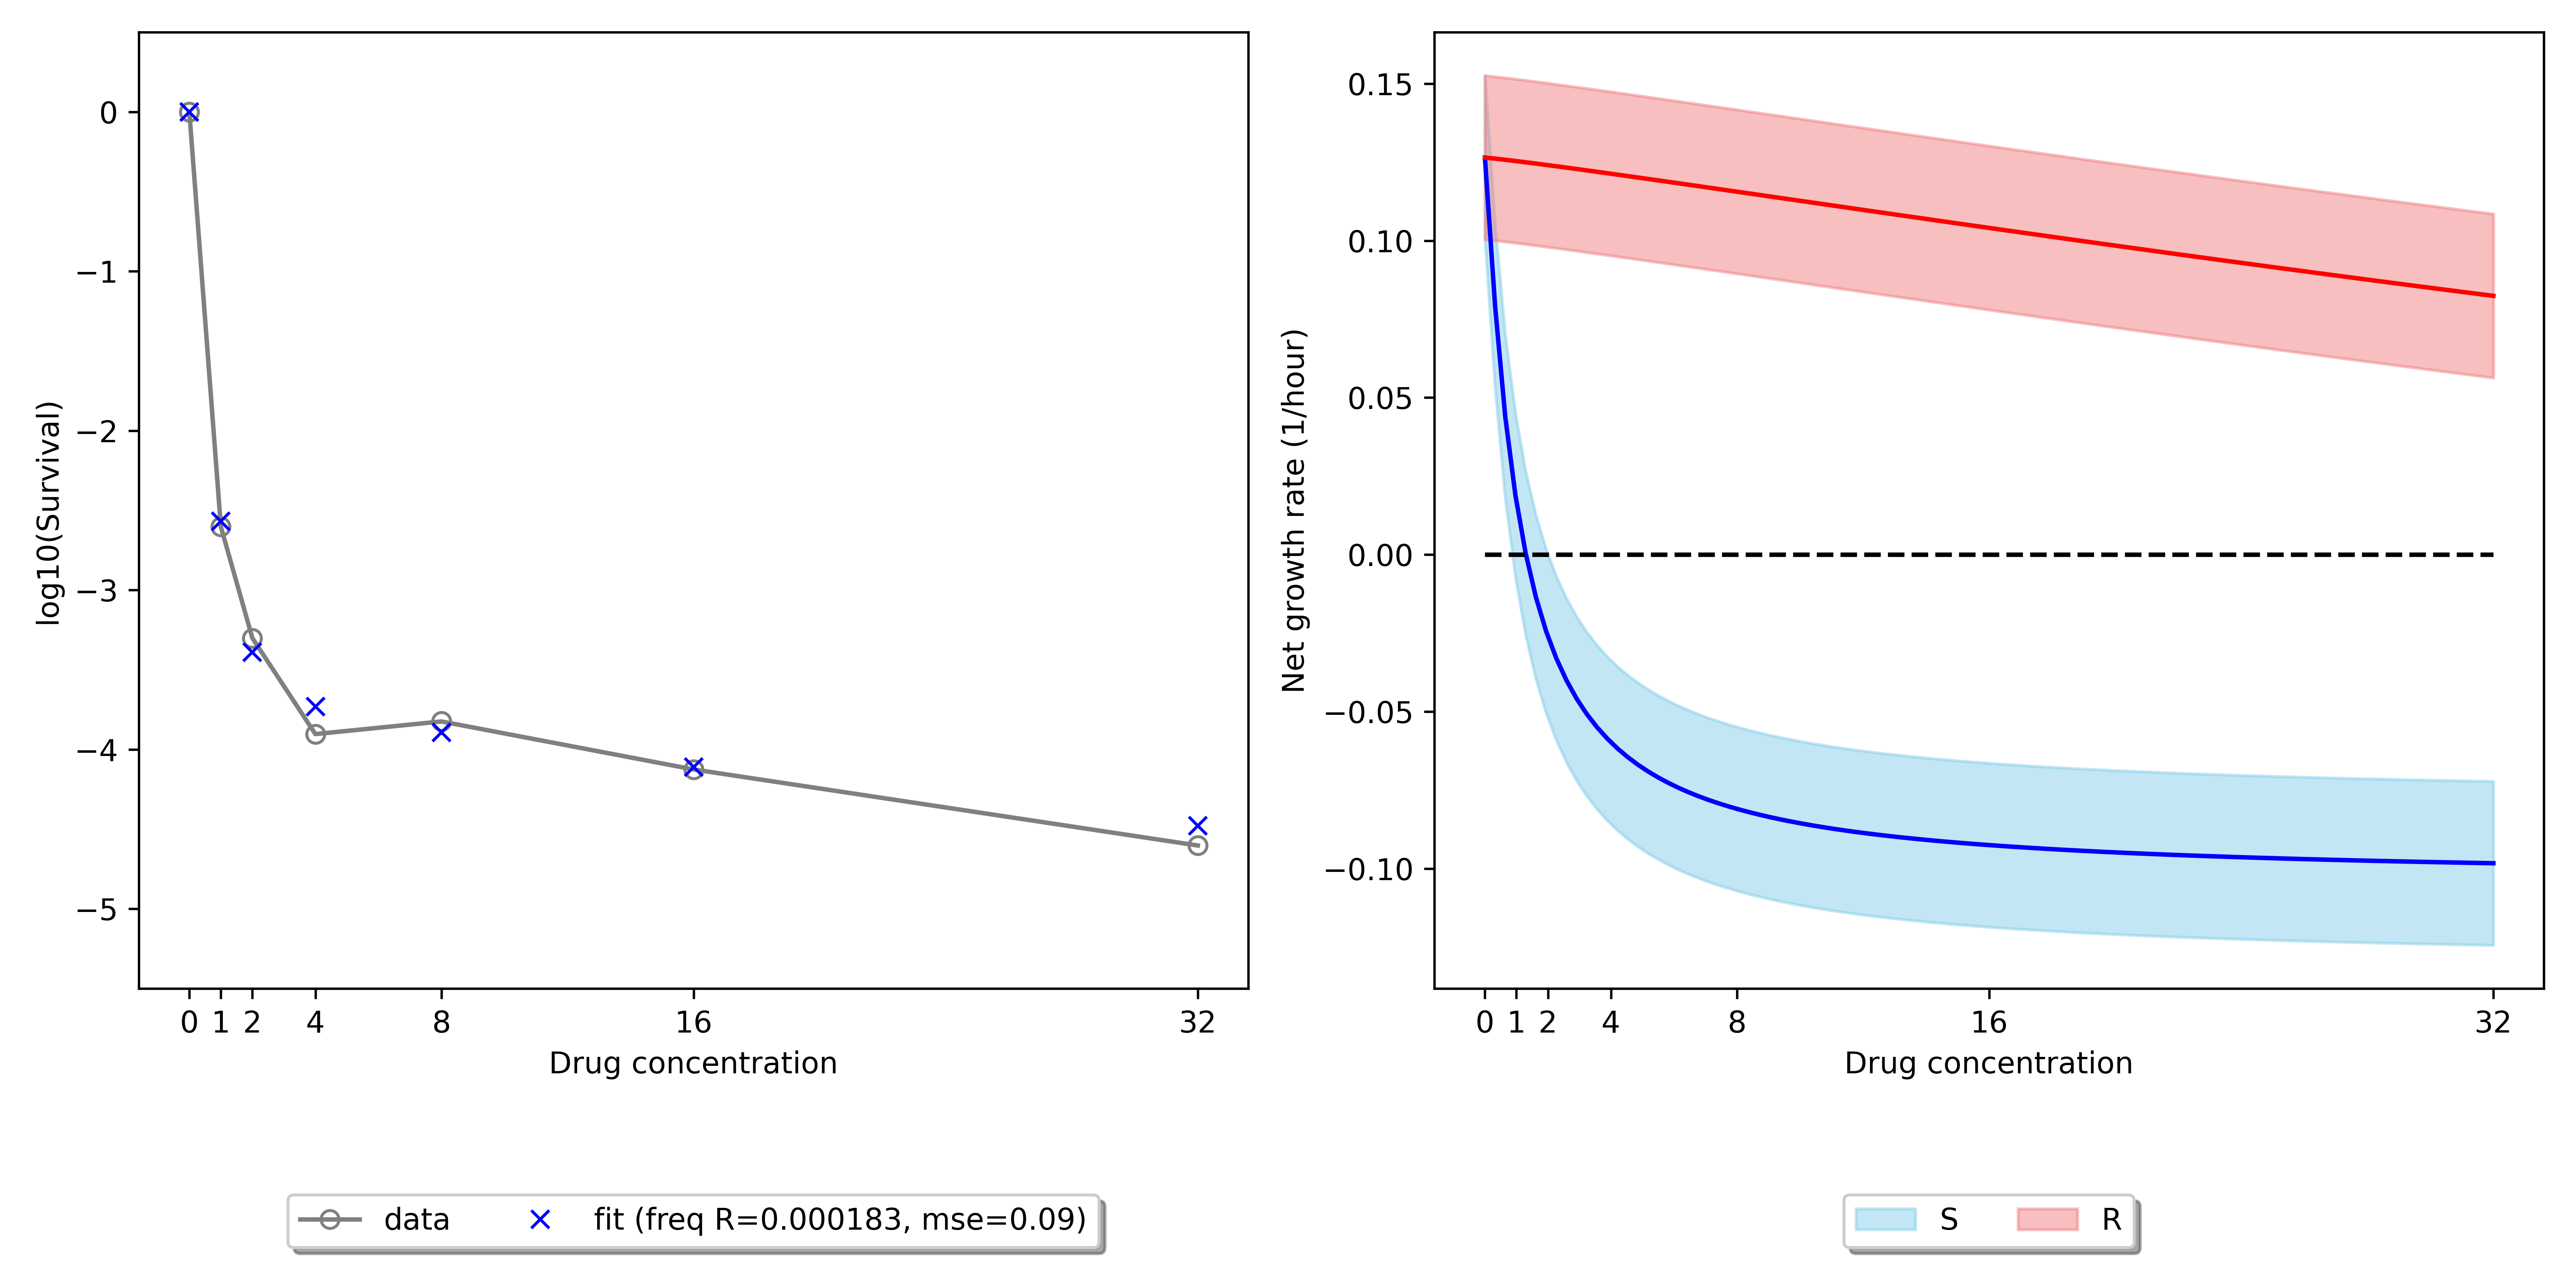 0
−1
−2
−3
−4
−5
log10(Survival)
0 1 2 4 8 16 32
Drug concentration
data fit (freq R=0.000183, mse=0.09)
0.15
0.10
0.05
0.00
−0.05
−0.10
Net growth rate (1/hour)
0 1 2 4 8 16 32
Drug concentration
S R